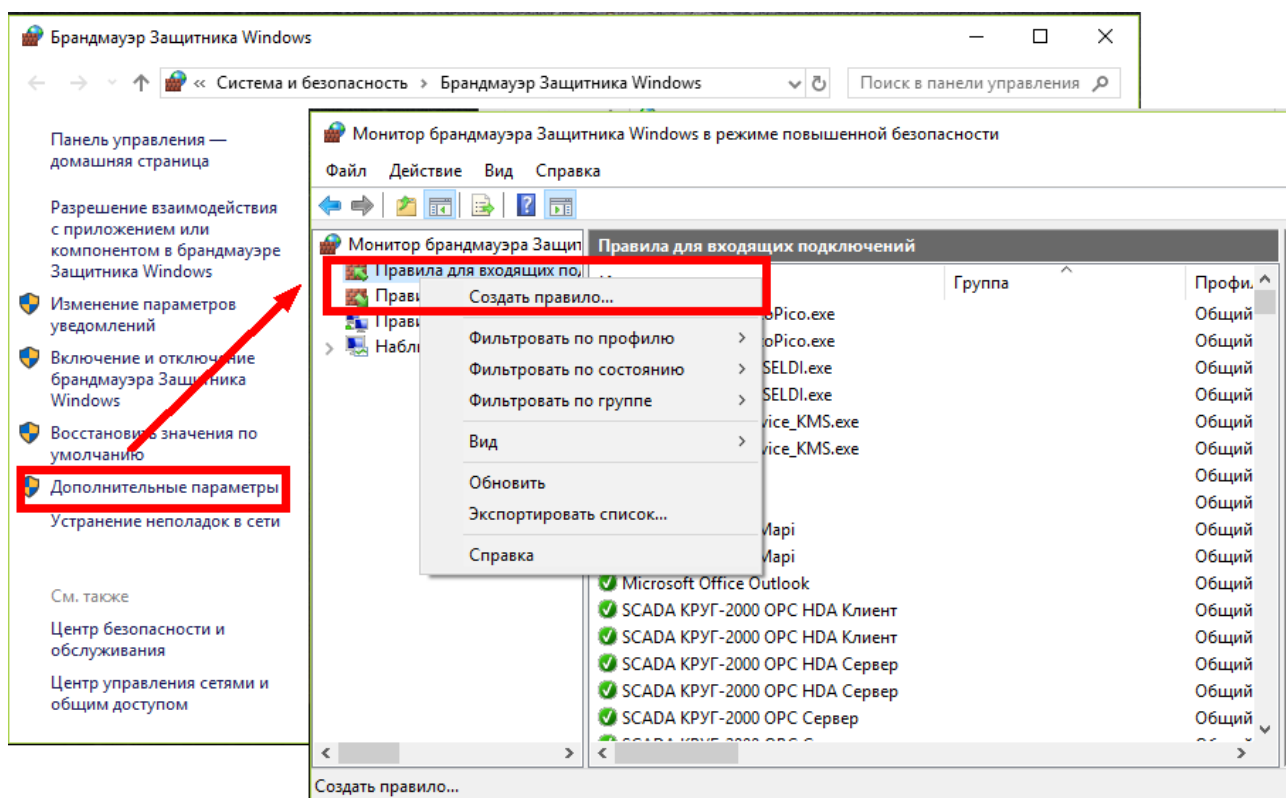 Брандмауэр Защитника Windows
« Система и безопасность › Брандмауэр Защитника Windows
Поиск в панели управления
Панель управления —
домашняя страница
Разрешение взаимодействия
с приложением или
компонентом в брандмауэре
Защитника Windows
Изменение параметров
уведомлений
Включение и отключение
брандмауэра Защитника
Windows
Восстановить значения по
умолчанию
Дополнительные параметры
Устранение неполадок в сети
См. также
Центр безопасности и
обслуживания
Центр управления сетями и
общим доступом
Монитор брандмауэра Защитника Windows в режиме повышенной безопасности
Файл Действие Вид Справка
Монитор брандмауэра Защит
Правила для входящих по
Прави
Прави
Набл
Создать правило...
Фильтровать по профилю
Фильтровать по состоянию
Фильтровать по группе
Вид
Обновить
Экспортировать список...
Справка
Правила для входящих подключений
Группа Профи
oPico.exe Общий
oPico.exe Общий
SELDI.exe Общий
SELDI.exe Общий
vice_KMS.exe Общий
vice_KMS.exe Общий
Общий
Общий
Mapi Общий
Mapi Общий
Microsoft Office Outlook Общий
SCADA КРУГ-2000 OPC HDA Клиент Общий
SCADA КРУГ-2000 OPC HDA Клиент Общий
SCADA КРУГ-2000 OPC HDA Сервер Общий
SCADA КРУГ-2000 OPC HDA Сервер Общий
SCADA КРУГ-2000 OPC Сервер Общий
Создать правило...